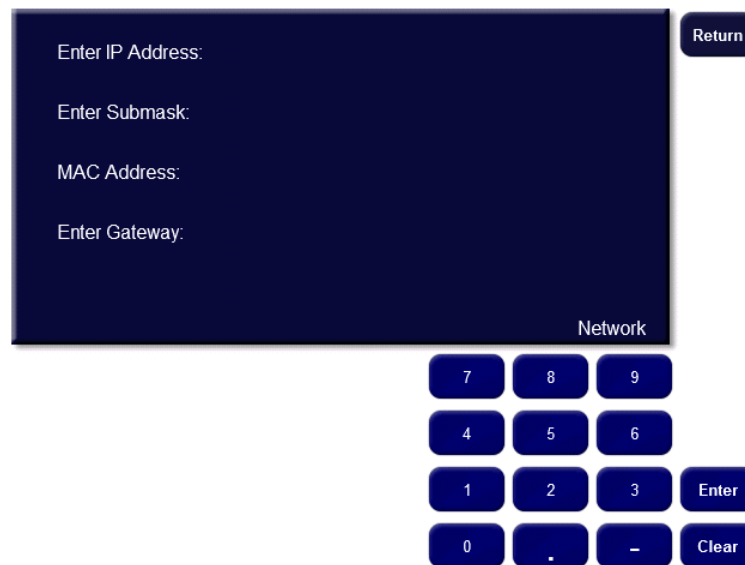 Return
Enter IP Address:
Enter Submask:
MAC Address:
Enter Gateway:
Network
7 8 9
4 5 6
1 2 3 Enter
0 . - Clear